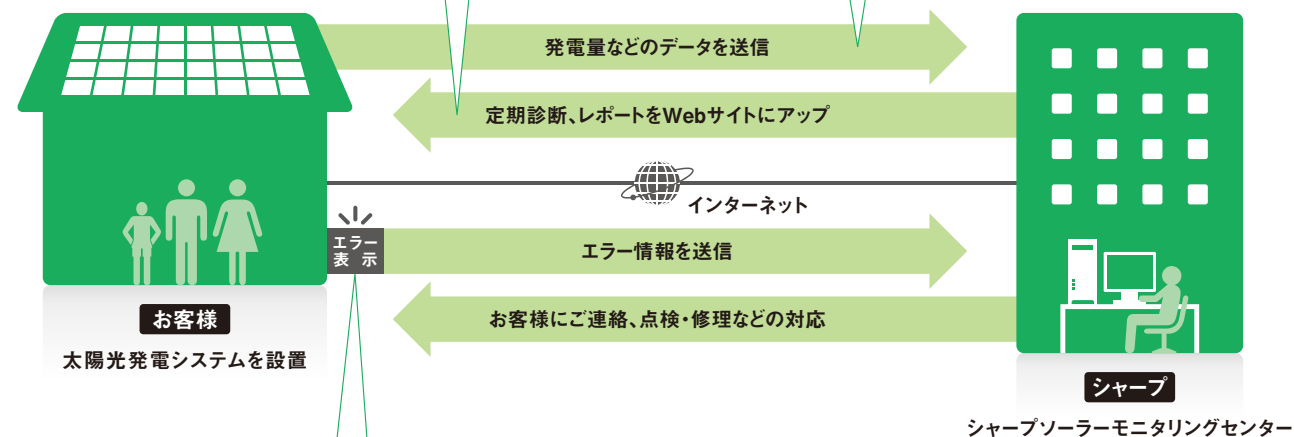 発電量などのデータを送信
定期診断、レポートをWebサイトにアップ
インターネット
エラー
表 示
エラー情報を送信
お客様にご連絡、点検・修理などの対応
お客様
太陽光発電システムを設置
シャープ
シャープソーラーモニタリングセンター